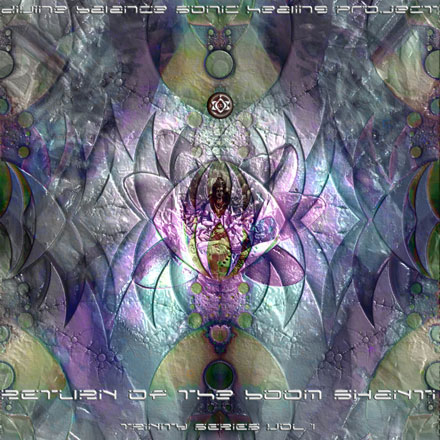 divine balance sonic healing project
RETURN OF THE BOOM SHANTI
TRINITY SERIES VOL 1